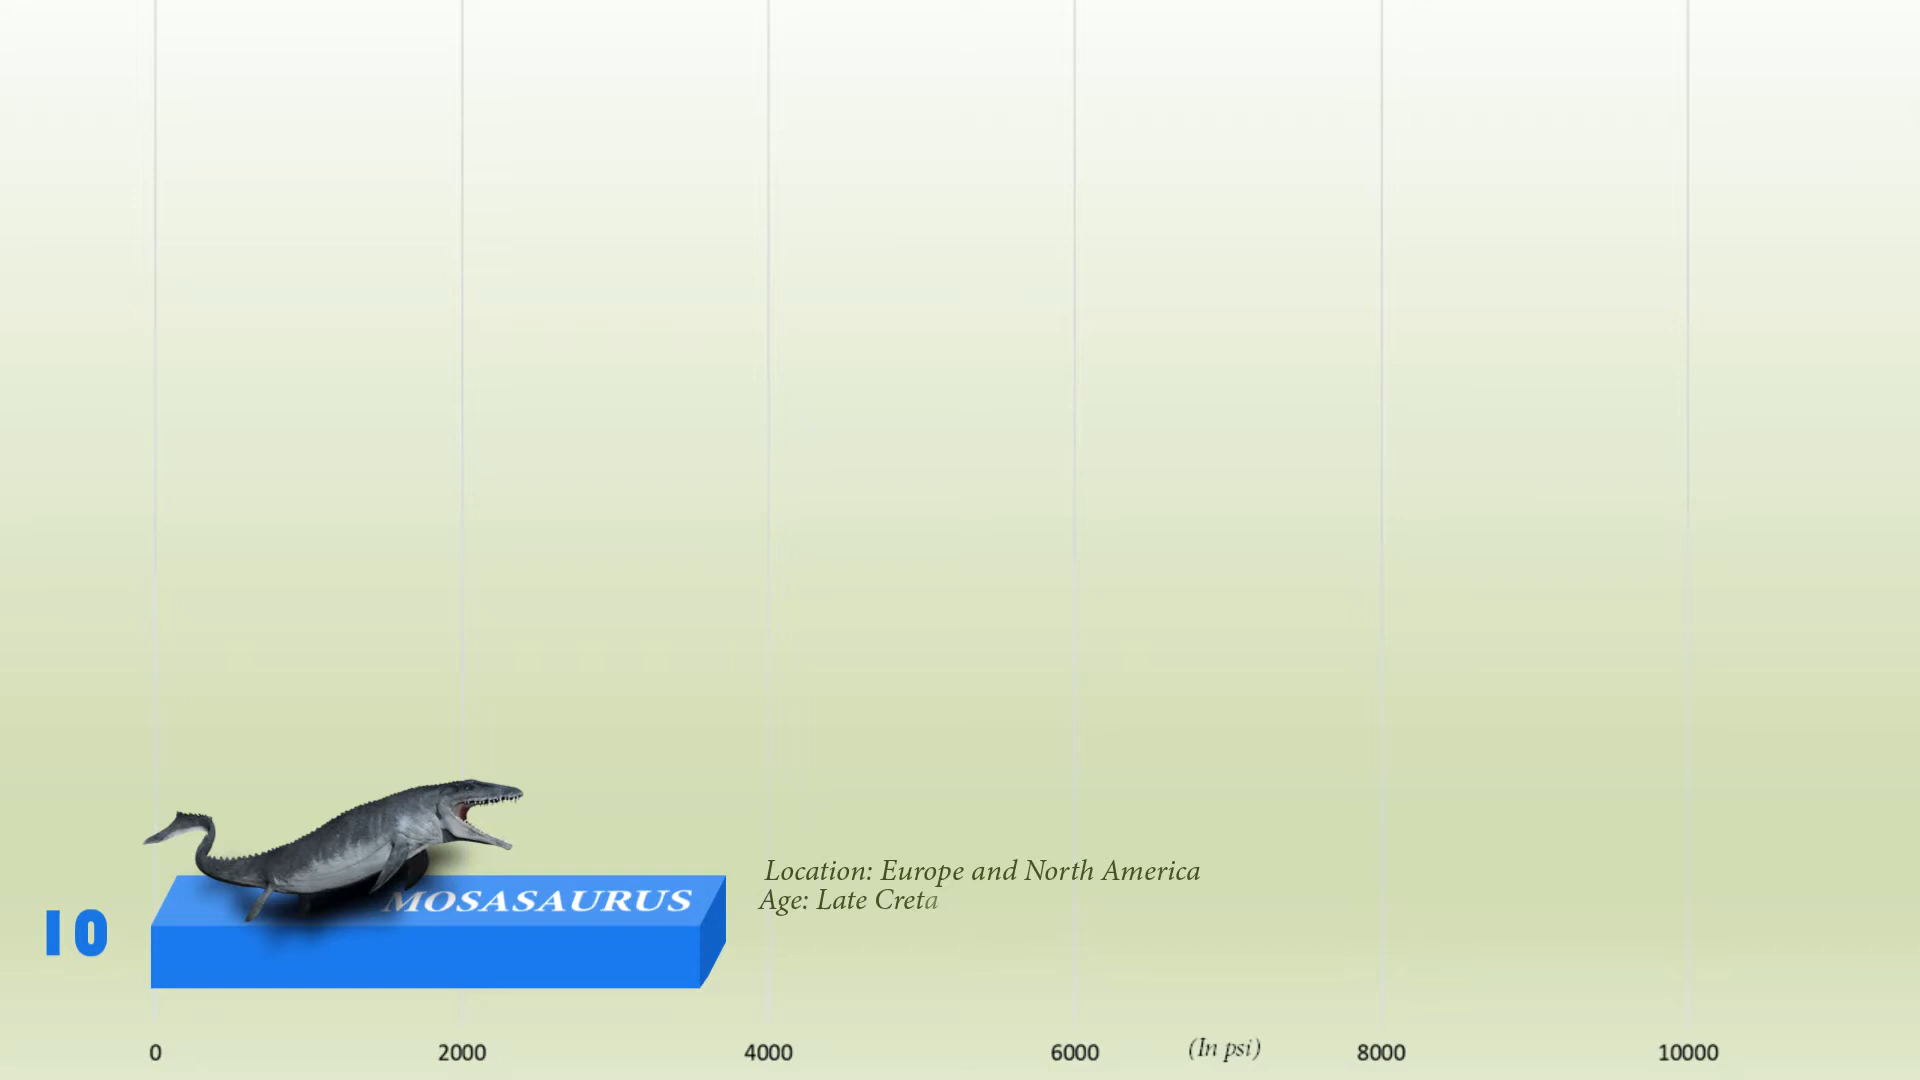 Location: Europe and North America
MOSASAURUS
Age: Late Creta
10
0 2000 4000 6000 (In psi) 8000 10000